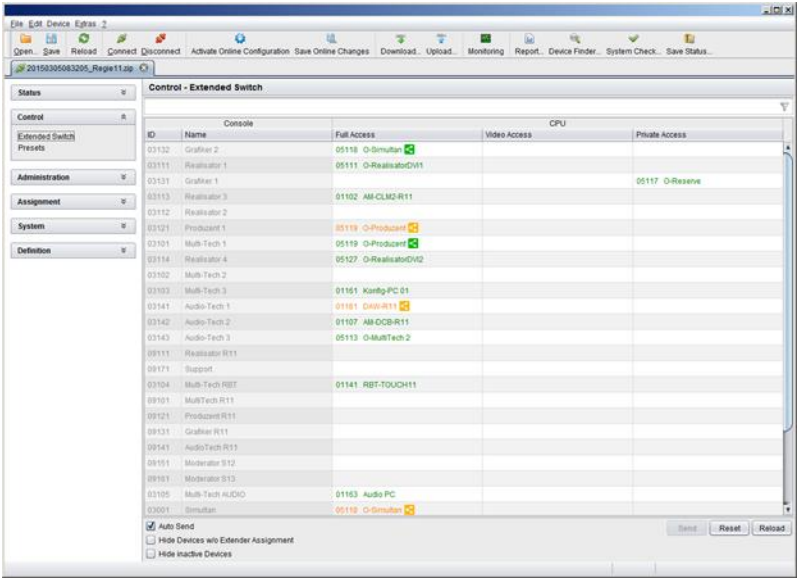 File Edit Device Extras ?
Open... Save Reload Connect Disconnect Activate Online Configuration Save Online Changes Download... Upload... Monitoring Report... Device Finder... System Check... Save Status...
20150305083205_Regie11.zip
Status
Control
Extended Switch
Presets
Administration
Assignment
System
Definition
Control - Extended Switch
Console CPU
ID Name Full Access Video Access Private Access
03132 Grafiker 2 05118 O-Simultan
03111 Realisator 1 05111 O-RealisatorDVI1
03131 Grafiker 1 05117 O-Reserve
03113 Realisator 3 01102 AM-CLM2-R11
03112 Realisator 2
03121 Produzent 1 05119 O-Produzent
03101 Multi-Tech 1 05119 O-Produzent
03114 Realisator 4 05127 O-RealisatorDVI2
03102 Multi-Tech 2
03103 Multi-Tech 3 01161 Konfig-PC 01
03141 Audio-Tech 1 01181 DAW-R11
03142 Audio-Tech 2 01107 AM-DCB-R11
03143 Audio-Tech 3 05113 O-MultiTech 2
09111 Realisator R11
09171 Support
03104 Multi-Tech RBT 01141 RBT-TOUCH11
09101 MultiTech R11
09121 Produzent R11
09131 Grafiker R11
09141 AudioTech R11
09151 Moderator S12
09161 Moderator S13
03105 Multi-Tech AUDIO 01163 Audio PC
03001 Simultan 05118 O-Simultan
Auto Send
Send Reset Reload
Hide Devices w/o Extender Assignment
Hide inactive Devices